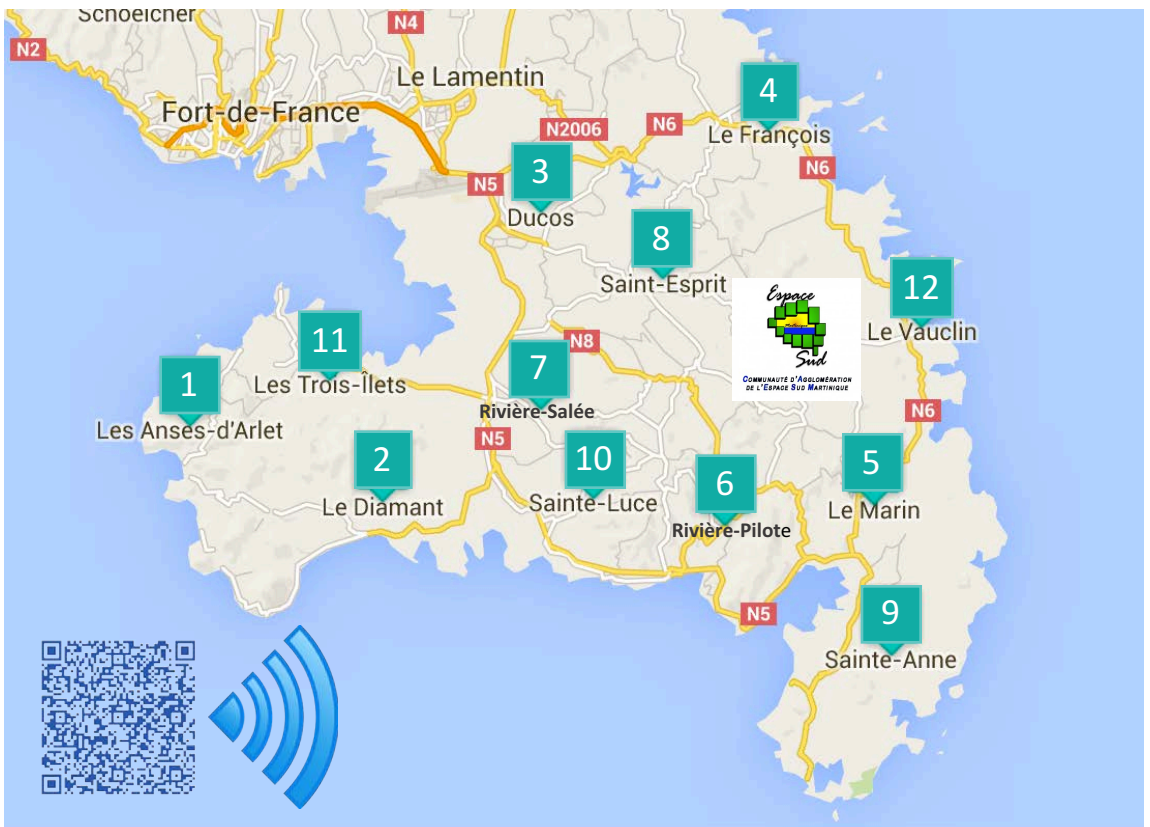 Schoelcher
N4
N2
Le Lamentin
4
Fort-de-France
N2006
N6
Le François
3
N5
N6
Ducos
8
Saint-Esprit
12
Espace
Martinique
Sud
COMMUNAUTÉ D'AGGLOMÉRATION
DE L'ESPACE SUD MARTINIQUE
Le Vauclin
11
N8
Les Trois-Îlets
7
1
Rivière-Salée
N6
Les Anses-d'Arlet
N5
2
10
5
6
Le Diamant
Sainte-Luce
Le Marin
Rivière-Pilote
N5
9
Sainte-Anne